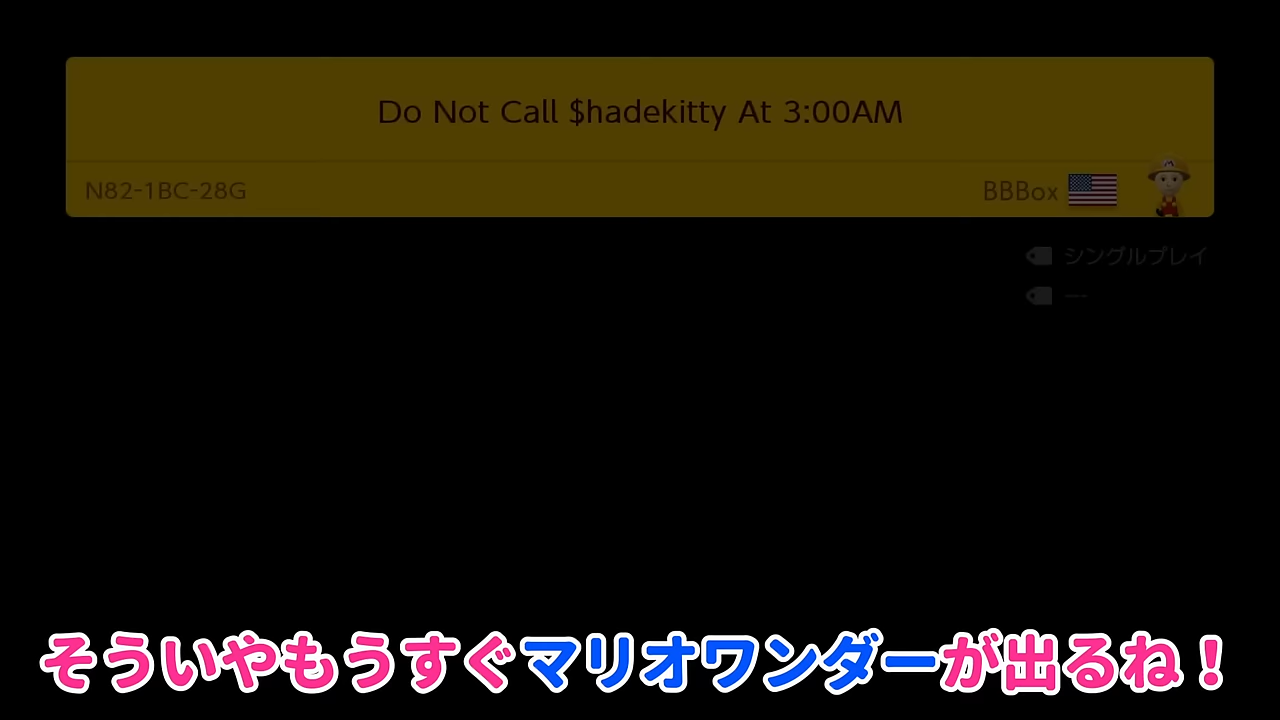 Do Not Call $hadekitty At 3:00AM
N82-1BC-28G
BBBox
シングルプレイ
---
そういやもうすぐマリオワンダーが出るね！